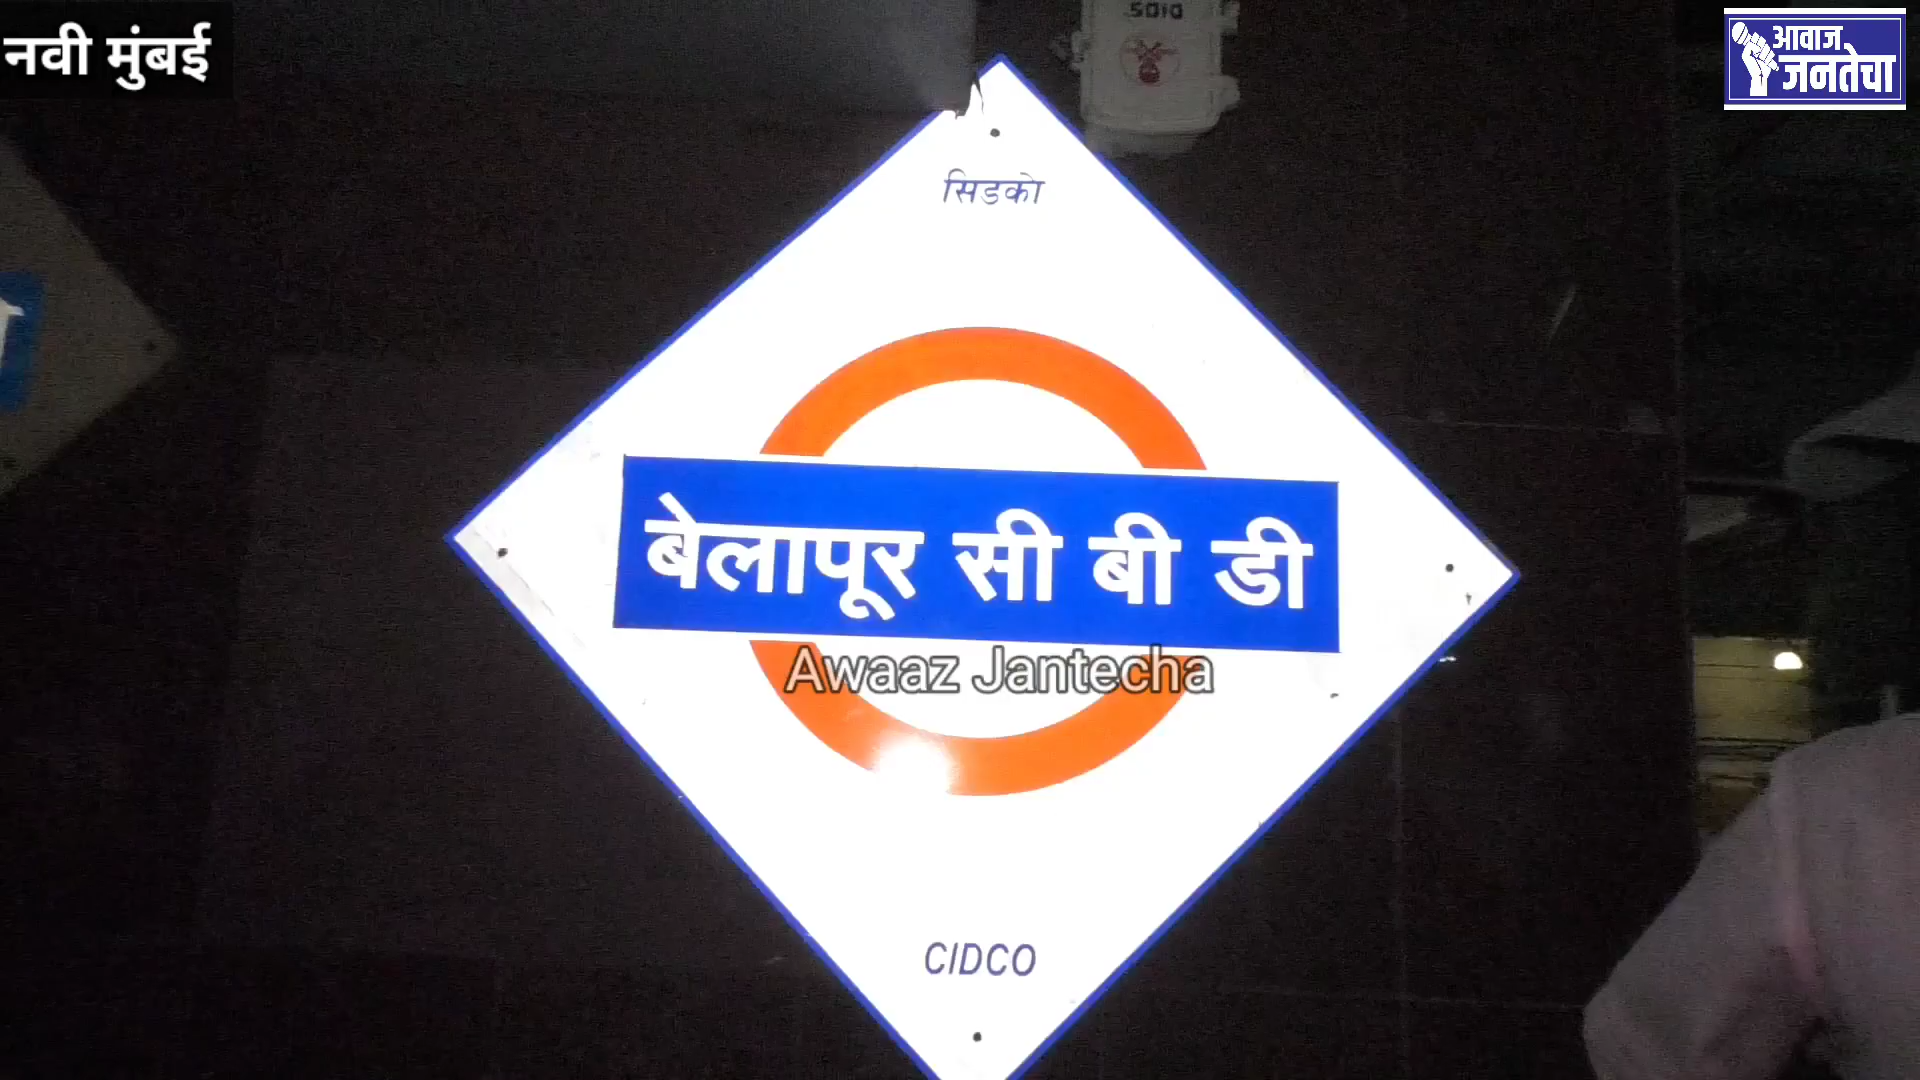 नवी मुंबई
आवाज
जनतेचा
सिडको
बेलापूर सी बी डी
Awaaz Jantecha
CIDCO